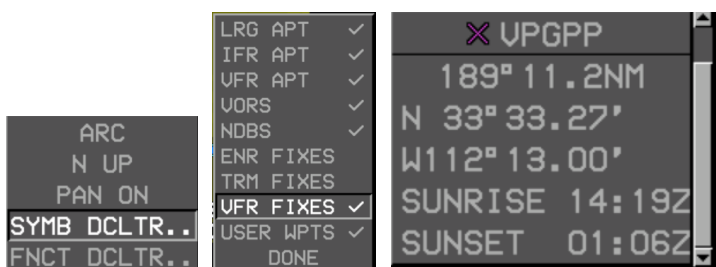 ARC
N UP
PAN ON
SYMB DCLTR..
FNCT DCLTR..
LRG APT ✓
IFR APT ✓
VFR APT ✓
VORS ✓
NDBS ✓
ENR FIXES
TRM FIXES
VFR FIXES ✓
USER WPTS ✓
DONE
VPGPP
189° 11.2NM
N 33°33.27'
W112°13.00'
SUNRISE 14:19Z
SUNSET 01:06Z